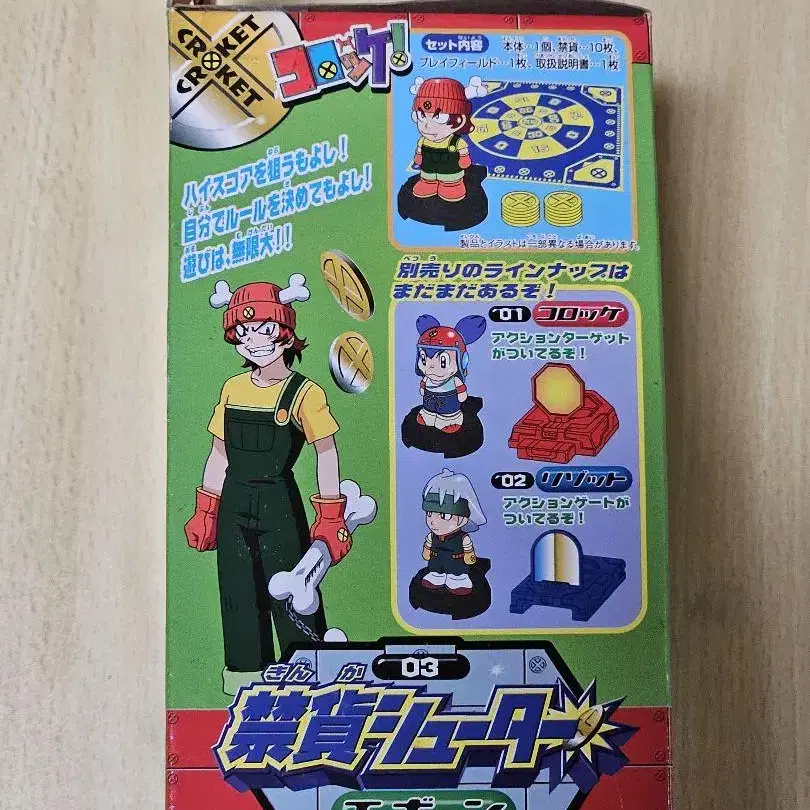 CROKET
CROKET
コロッケ!
セット内容
本体…1個、禁貨…10枚、
プレイフィールド…1枚、取扱説明書…1枚
製品とイラストは一部異なる場合があります。
ハイスコアを狙うもよし!
自分でルールを決めてもよし!
遊びは、無限大!!
別売りのラインナップは
まだまだあるぞ!
01 コロッケ
アクションターゲット
がついてるぞ!
02 リゾット
アクションゲートが
ついてるぞ!
03
きんか
禁貨シューター